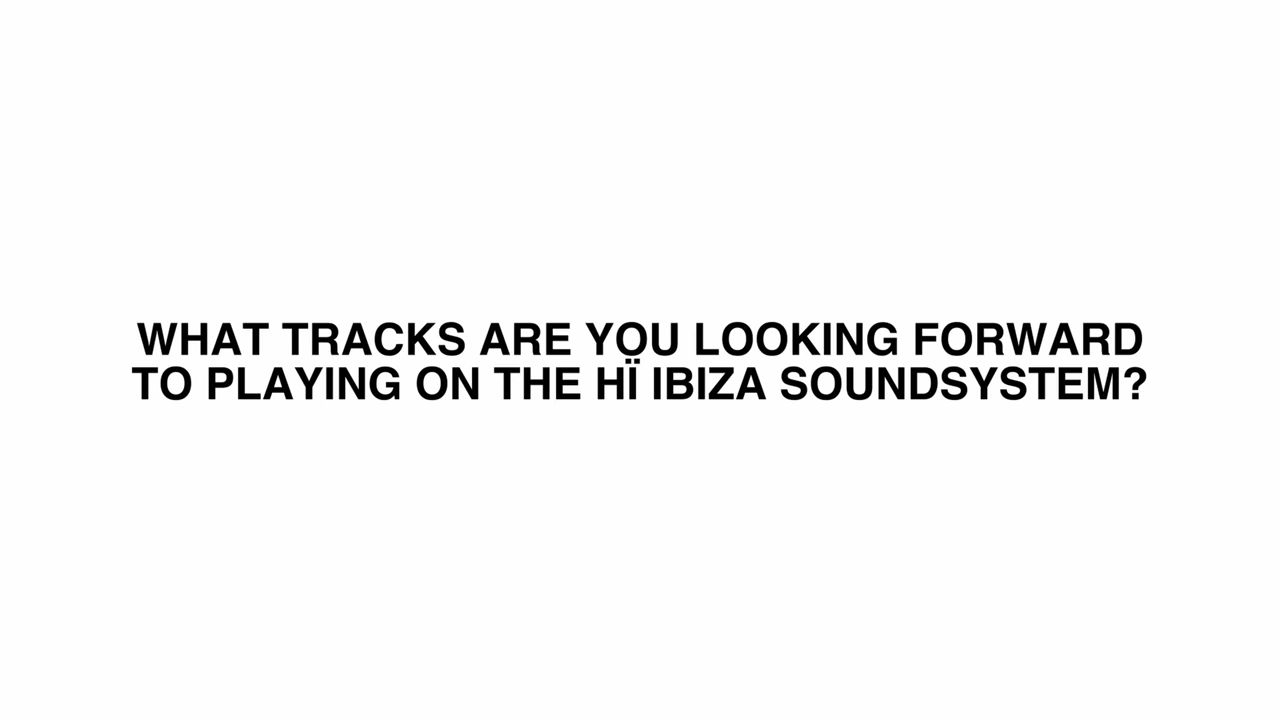 WHAT TRACKS ARE YOU LOOKING FORWARD
TO PLAYING ON THE HÏ IBIZA SOUNDSYSTEM?